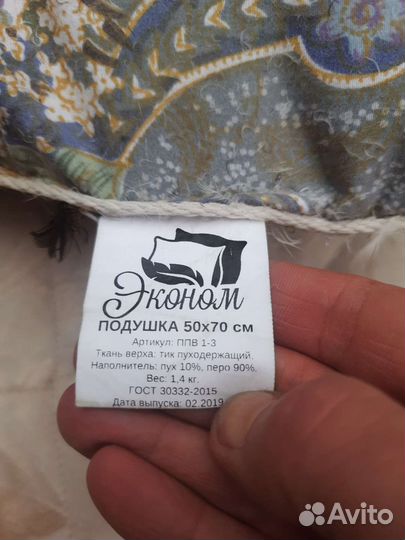 Эконом
ПОДУШКА 50х70 см
Артикул: ППВ 1-3
Ткань верха: тик пуходержащий.
Наполнитель: пух 10%, перо 90%.
Вес: 1,4 кг.
ГОСТ 30332-2015
Дата выпуска: 02.2019
Avito